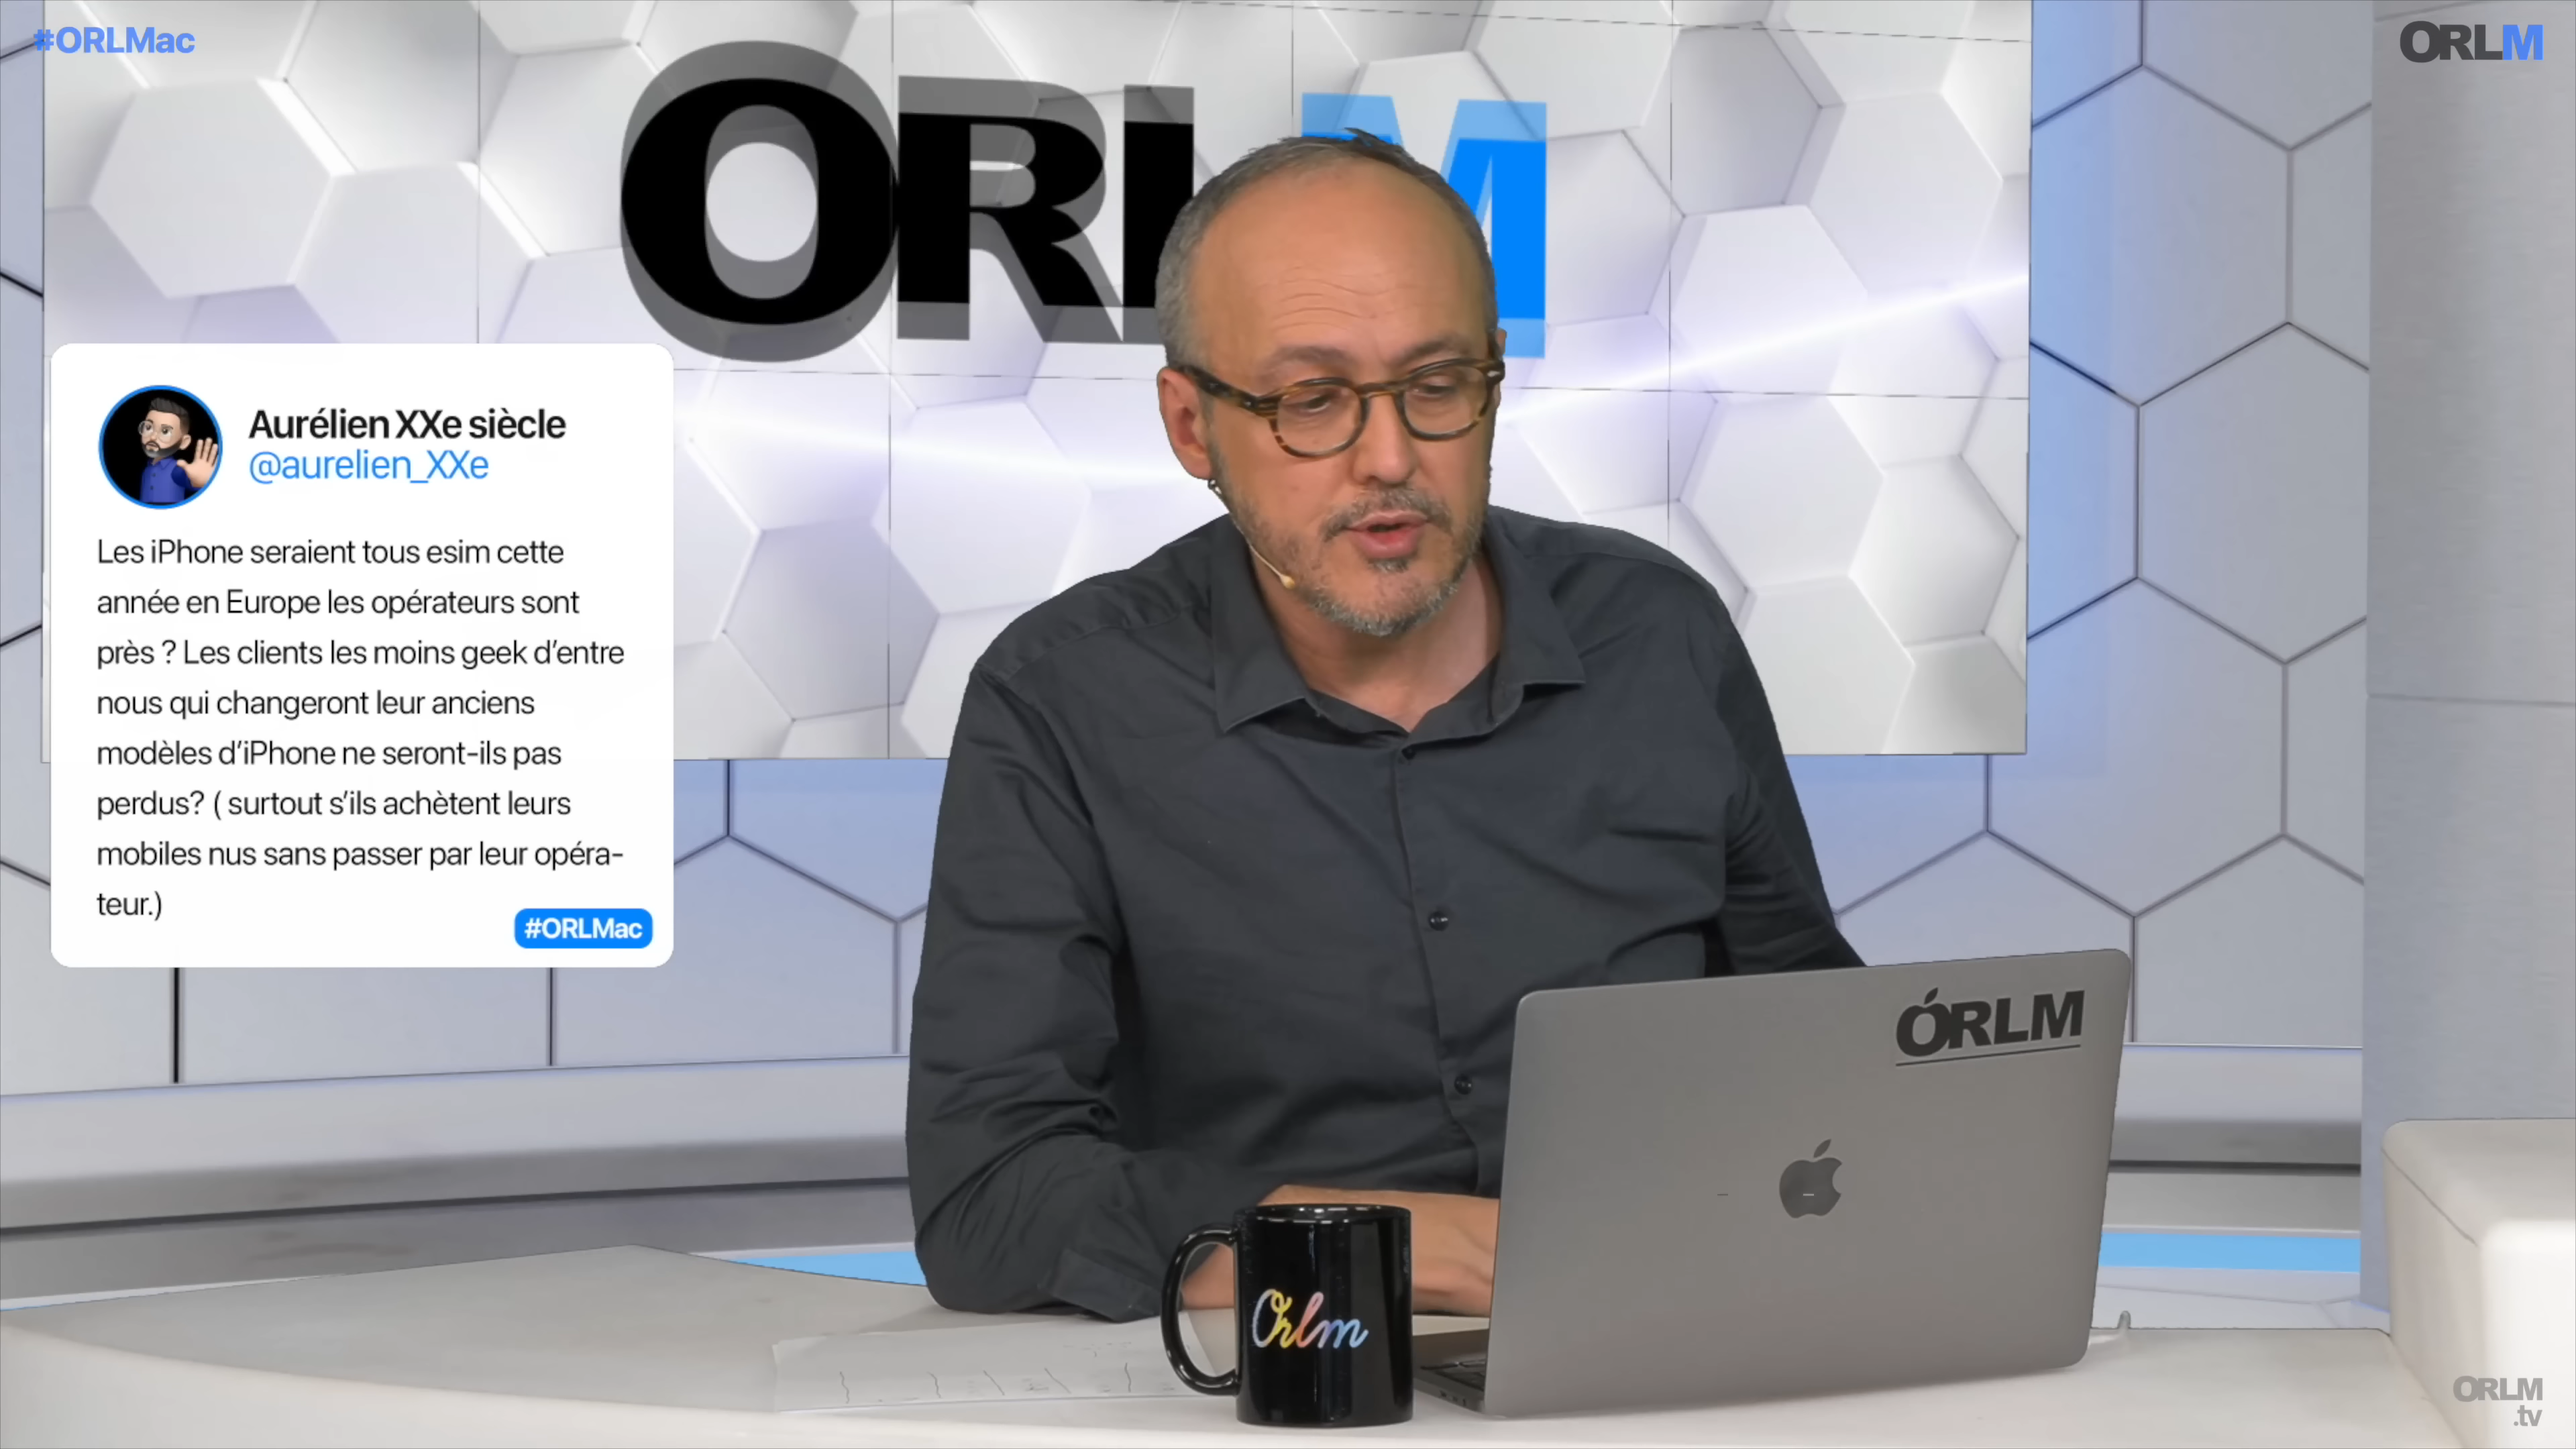 #ORLMac
ORLM
ORLM
Aurélien XXe siècle
@aurelien_XXe
Les iPhone seraient tous esim cette
année en Europe les opérateurs sont
près ? Les clients les moins geek d'entre
nous qui changeront leur anciens
modèles d'iPhone ne seront-ils pas
perdus? ( surtout s'ils achètent leurs
mobiles nus sans passer par leur opéra-
teur.)
#ORLMac
ORLM
Orlm
ORLM
.tv